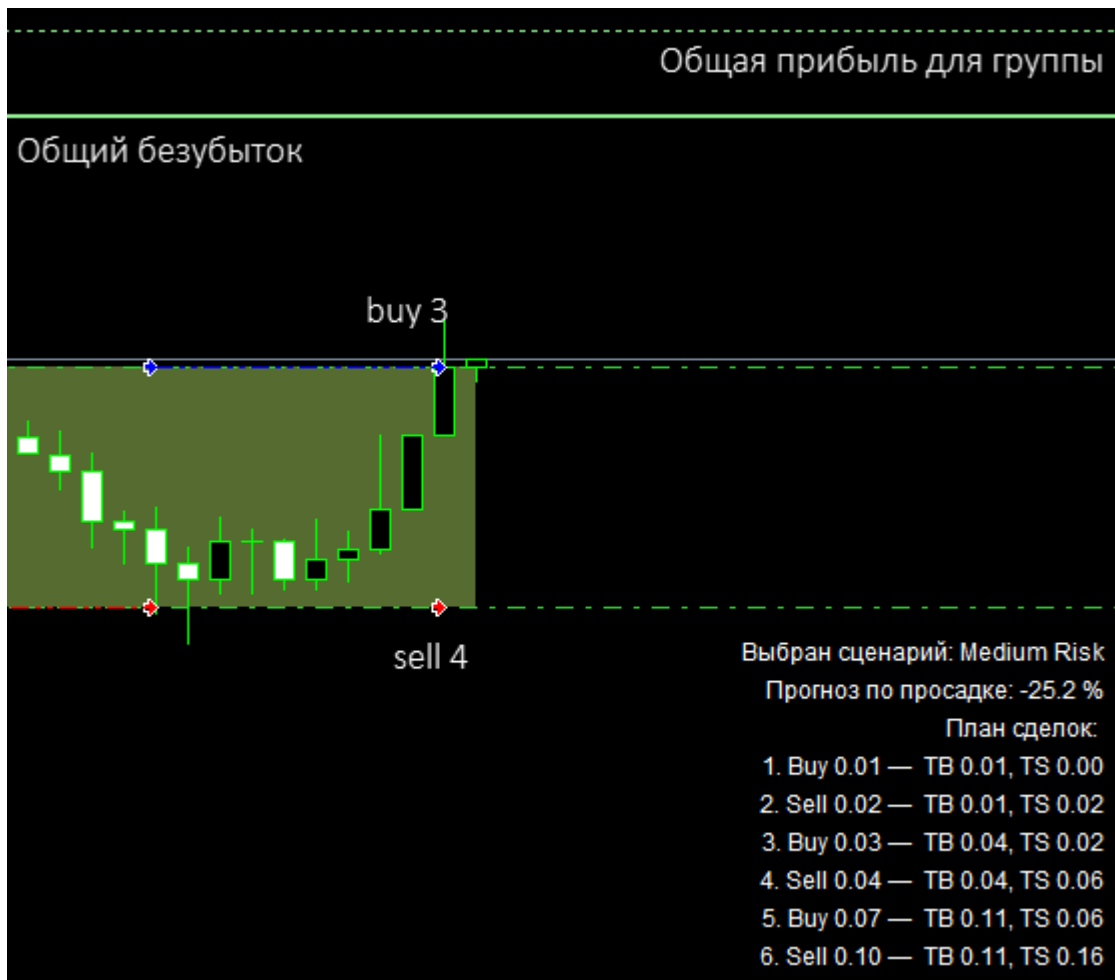 Общая прибыль для группы
Общий безубыток
buy 3
sell 4
Выбран сценарий: Medium Risk
Прогноз по просадке: -25.2 %
План сделок:
1. Buy 0.01 — TB 0.01, TS 0.00
2. Sell 0.02 — TB 0.01, TS 0.02
3. Buy 0.03 — TB 0.04, TS 0.02
4. Sell 0.04 — TB 0.04, TS 0.06
5. Buy 0.07 — TB 0.11, TS 0.06
6. Sell 0.10 — TB 0.11, TS 0.16